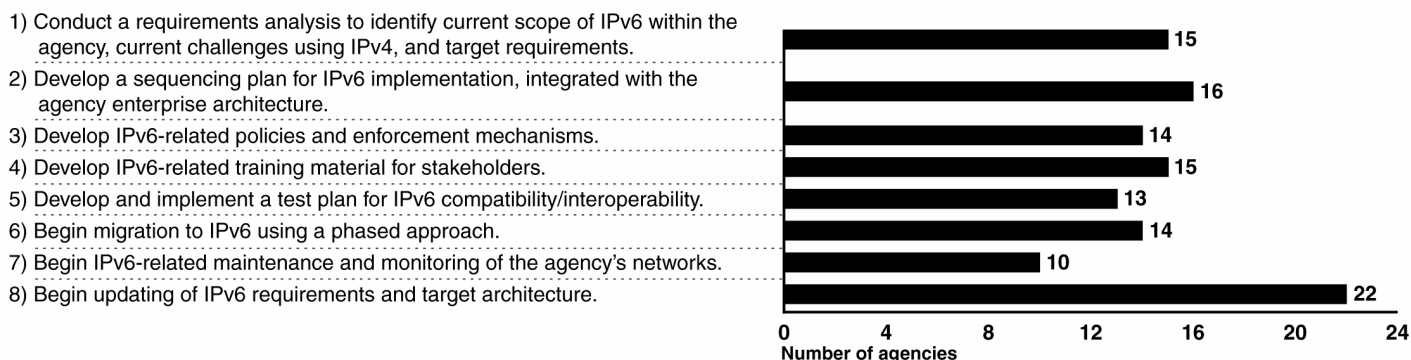 1) Conduct a requirements analysis to identify current scope of IPv6 within the
agency, current challenges using IPv4, and target requirements.
15
2) Develop a sequencing plan for IPv6 implementation, integrated with the
agency enterprise architecture.
16
3) Develop IPv6-related policies and enforcement mechanisms.
14
4) Develop IPv6-related training material for stakeholders.
15
5) Develop and implement a test plan for IPv6 compatibility/interoperability.
13
6) Begin migration to IPv6 using a phased approach.
14
7) Begin IPv6-related maintenance and monitoring of the agency’s networks.
10
8) Begin updating of IPv6 requirements and target architecture.
22
0 4 8 12 16 20 24
Number of agencies